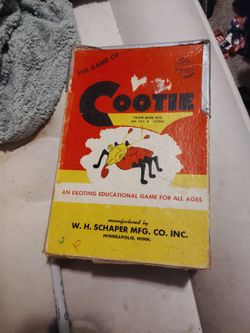 THE GAME OF
COOTIE
TRADE MARK REG.
AN EXCITING EDUCATIONAL GAME FOR ALL AGES
manufactured by
W. H. SCHAPER MFG. CO. INC.
MINNEAPOLIS, MINN.